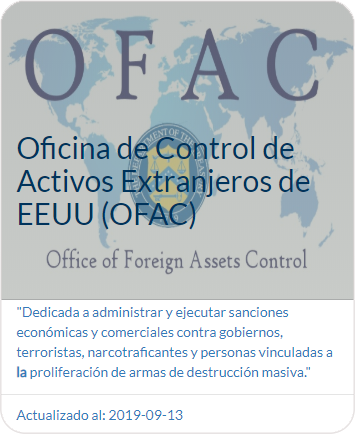 OFAC
Oficina de Control de
Activos Extranjeros de
EEUU (OFAC)
Office of Foreign Assets Control
"Dedicada a administrar y ejecutar sanciones
económicas y comerciales contra gobiernos,
terroristas, narcotraficantes y personas vinculadas a
la proliferación de armas de destrucción masiva."
Actualizado al: 2019-09-13